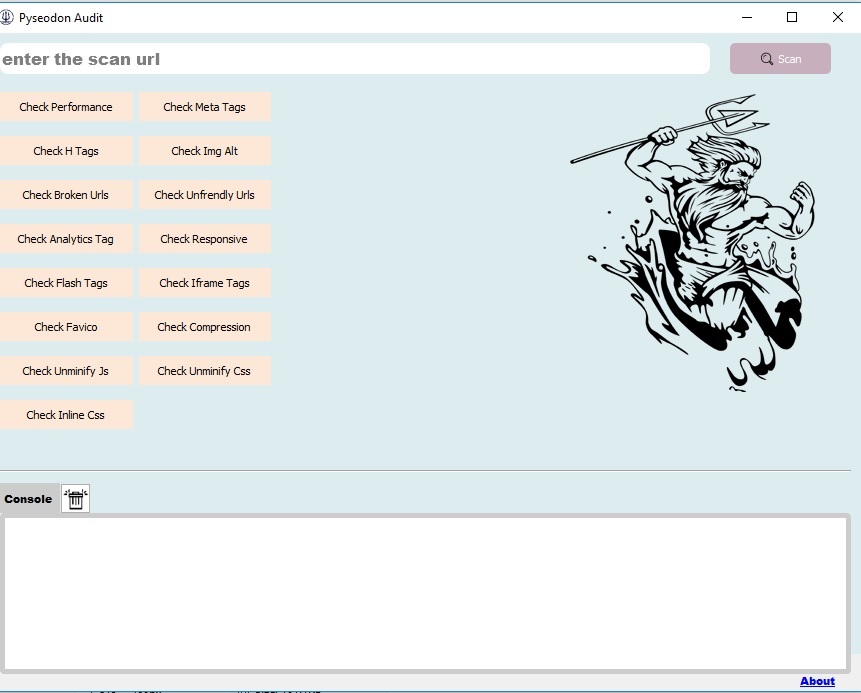 Pyseodon Audit
enter the scan url
Scan
Check Performance
Check Meta Tags
Check H Tags
Check Img Alt
Check Broken Urls
Check Unfrendly Urls
Check Analytics Tag
Check Responsive
Check Flash Tags
Check Iframe Tags
Check Favico
Check Compression
Check Unminify Js
Check Unminify Css
Check Inline Css
Console
About